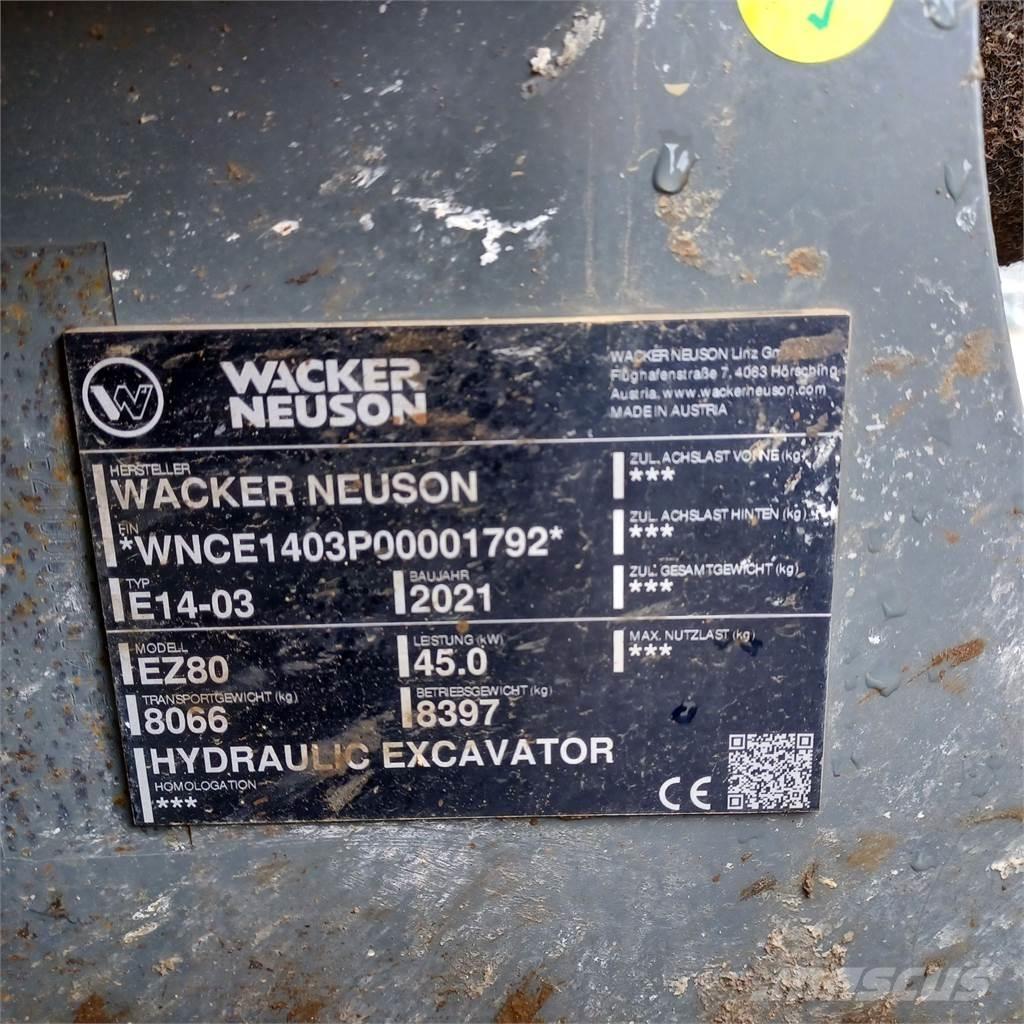 WACKER
NEUSON
WACKER NEUSON Linz
Flughafenstraße 7, 4063 Hörsching
Austria, www.wackerneuson.com
MADE IN AUSTRIA
HERSTELLER
WACKER NEUSON
FIN
*WNCE1403P00001792*
TYP
E14-03
BAUJAHR
2021
ZUL. ACHSLAST VORNE (kg)
***
ZUL. ACHSLAST HINTEN (kg)
***
ZUL. GESAMTGEWICHT (kg)
***
MODELL
EZ80
LEISTUNG (kW)
45.0
MAX. NUTZLAST (kg)
***
TRANSPORTGEWICHT (kg)
8066
BETRIEBSGEWICHT (kg)
8397
HYDRAULIC EXCAVATOR
HOMOLOGATION
***
CE
MASCUS